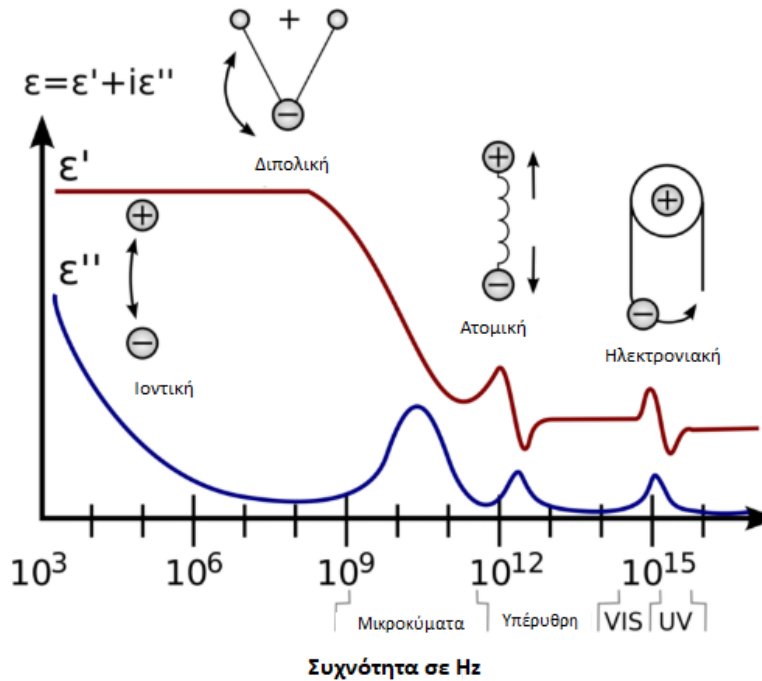 ε=ε'+iε''
+
−
Διπολική
ε'
ε''
+
−
Ιοντική
+
−
Ατομική
+
−
Ηλεκτρονιακή
10³ 10⁶ 10⁹ 10¹² 10¹⁵
Μικροκύματα Υπέρυθρη VIS UV
Συχνότητα σε Hz